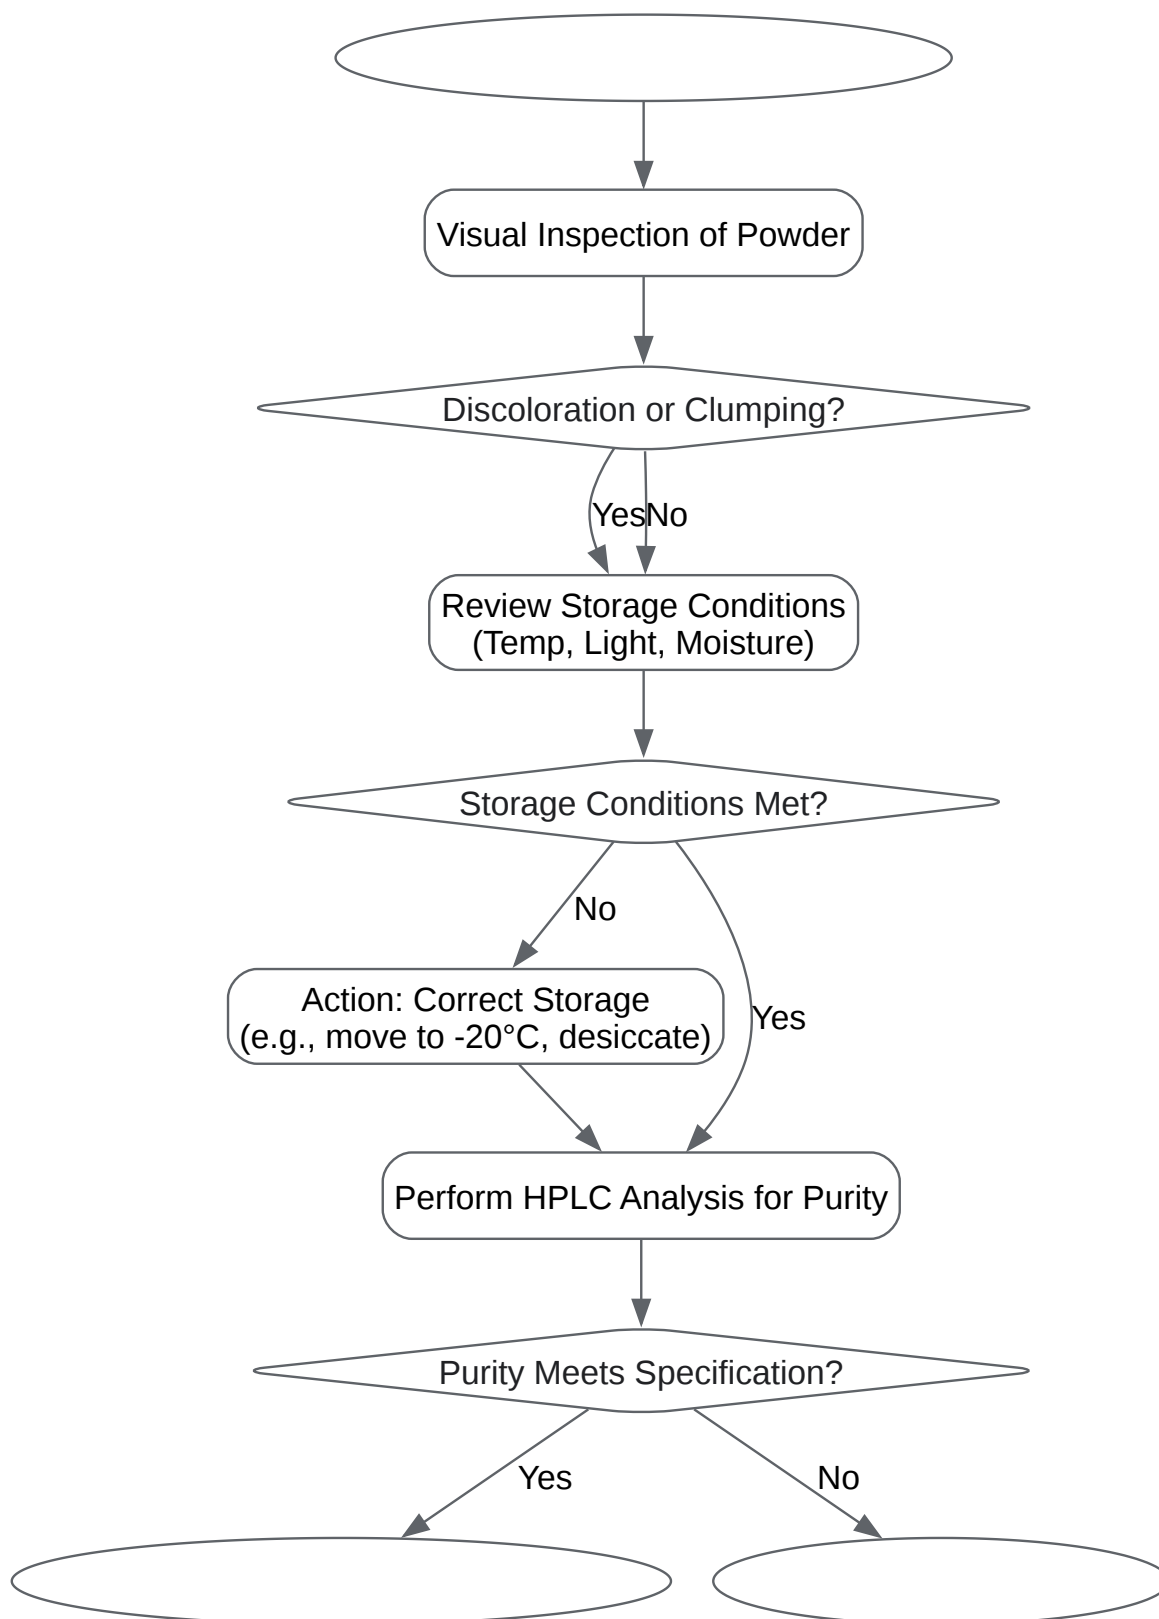 Visual Inspection of Powder
Discoloration or Clumping?
Yes
No
Review Storage Conditions
(Temp, Light, Moisture)
Storage Conditions Met?
No
Action: Correct Storage
(e.g., move to -20°C, desiccate)
Yes
Perform HPLC Analysis for Purity
Purity Meets Specification?
Yes
No